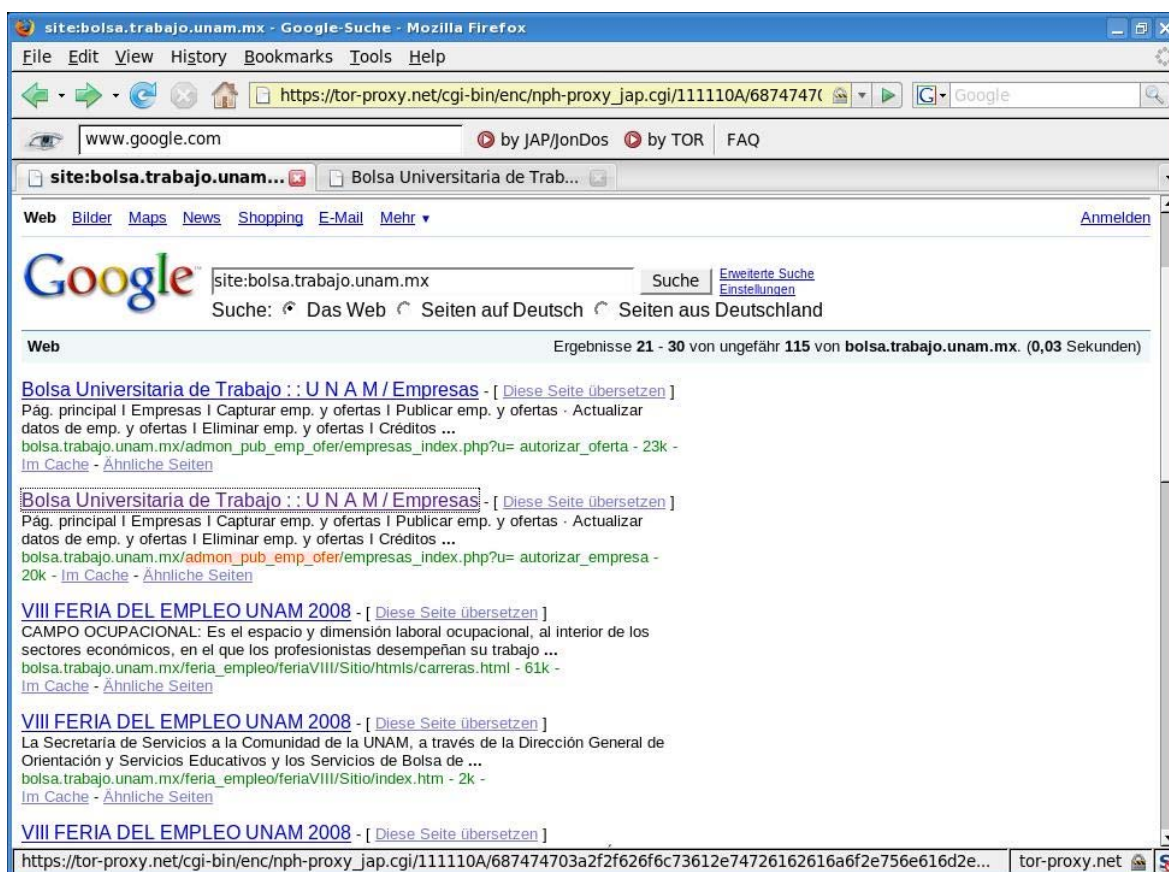 site:bolsa.trabajo.unam.mx - Google-Suche - Mozilla Firefox
File Edit View History Bookmarks Tools Help
https://tor-proxy.net/cgi-bin/enc/nph-proxy_jap.cgi/111110A/6874747( Google
www.google.com by JAP/JonDos by TOR FAQ
site:bolsa.trabajo.unam... Bolsa Universitaria de Trab...
Web Bilder Maps News Shopping E-Mail Mehr ▼ Anmelden
Google™ site:bolsa.trabajo.unam.mx Suche Erweiterte Suche
Einstellungen
Suche: Das Web Seiten auf Deutsch Seiten aus Deutschland
Web Ergebnisse 21 - 30 von ungefähr 115 von bolsa.trabajo.unam.mx. (0,03 Sekunden)
Bolsa Universitaria de Trabajo : : U N A M / Empresas - [ Diese Seite übersetzen ]
Pág. principal I Empresas I Capturar emp. y ofertas I Publicar emp. y ofertas · Actualizar
datos de emp. y ofertas I Eliminar emp. y ofertas I Créditos ...
bolsa.trabajo.unam.mx/admon_pub_emp_ofer/empresas_index.php?u= autorizar_oferta - 23k -
Im Cache - Ähnliche Seiten
Bolsa Universitaria de Trabajo : : U N A M / Empresas - [ Diese Seite übersetzen ]
Pág. principal I Empresas I Capturar emp. y ofertas I Publicar emp. y ofertas · Actualizar
datos de emp. y ofertas I Eliminar emp. y ofertas I Créditos ...
bolsa.trabajo.unam.mx/admon_pub_emp_ofer/empresas_index.php?u= autorizar_empresa -
20k - Im Cache - Ähnliche Seiten
VIII FERIA DEL EMPLEO UNAM 2008 - [ Diese Seite übersetzen ]
CAMPO OCUPACIONAL: Es el espacio y dimensión laboral ocupacional, al interior de los
sectores económicos, en el que los profesionistas desempeñan su trabajo ...
bolsa.trabajo.unam.mx/feria_empleo/feriaVIII/Sitio/htmls/carreras.html - 61k -
Im Cache - Ähnliche Seiten
VIII FERIA DEL EMPLEO UNAM 2008 - [ Diese Seite übersetzen ]
La Secretaría de Servicios a la Comunidad de la UNAM, a través de la Dirección General de
Orientación y Servicios Educativos y los Servicios de Bolsa de ...
bolsa.trabajo.unam.mx/feria_empleo/feriaVIII/Sitio/index.htm - 2k -
Im Cache - Ähnliche Seiten
VIII FERIA DEL EMPLEO UNAM 2008 - [ Diese Seite übersetzen ]
https://tor-proxy.net/cgi-bin/enc/nph-proxy_jap.cgi/111110A/687474703a2f2f626f6c73612e74726162616a6f2e756e616d2e... tor-proxy.net